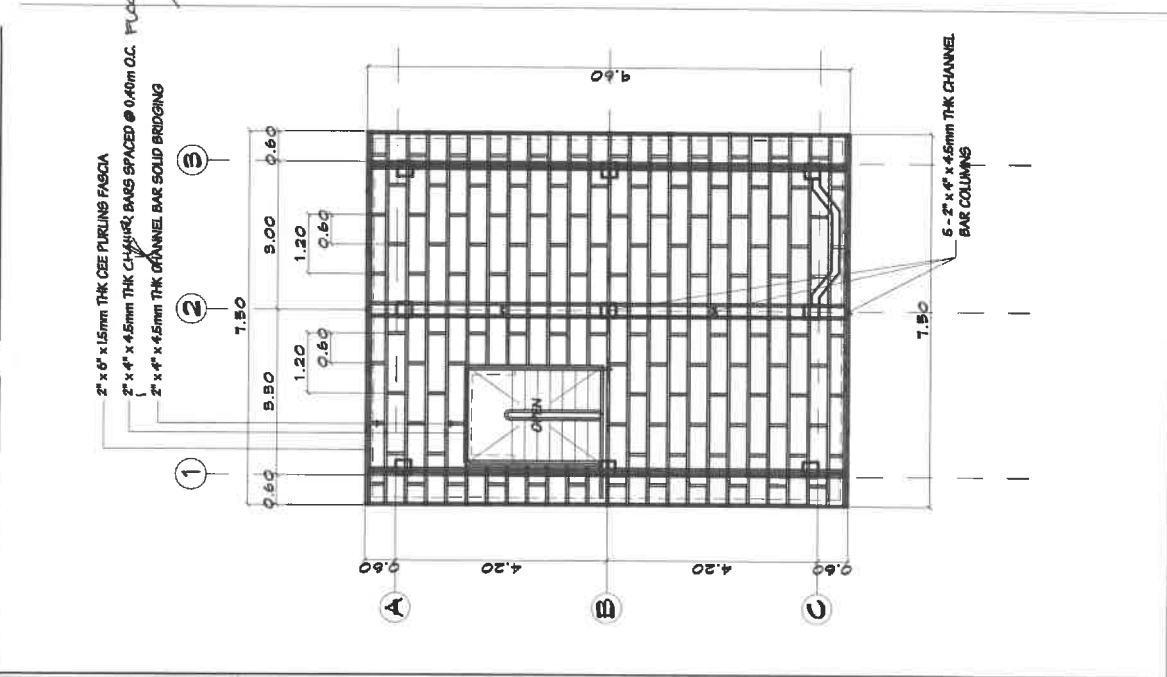 2" x 6" x 1.5mm THK CEE PURLINS FASCIA
2" x 4" x 4.5mm THK BARS SPACED @ 0.40m O.C.
2" x 4" x 4.5mm THK CHANNEL BAR SOLID BRIDGING
1
2
3
7.50
0.60
3.30
3.00
0.60
1.20
0.60
1.20
0.60
9.60
0.60
4.20
4.20
0.60
A
B
C
OPEN
7.50
6 - 2" x 4" x 4.5mm THK CHANNEL
BAR COLUMNS